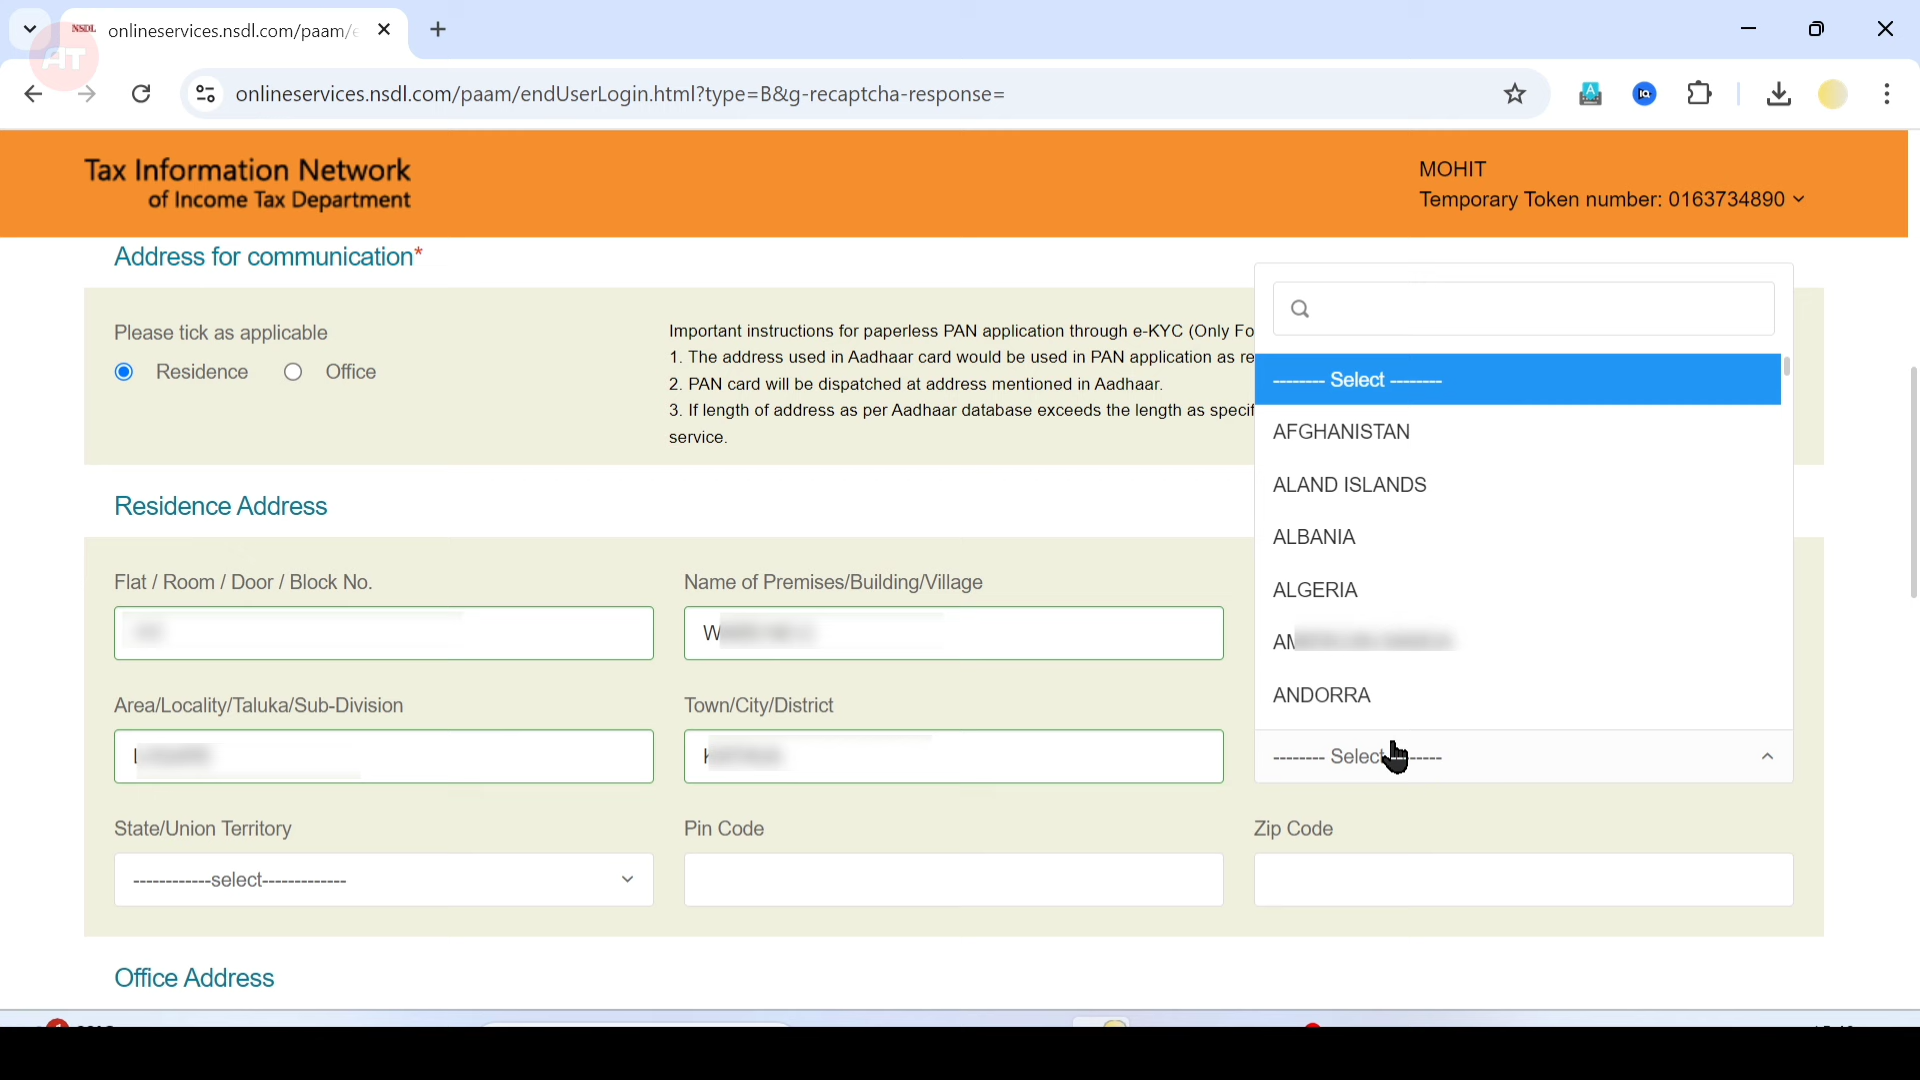 NSDL onlineservices.nsdl.com/paam/e
AT
onlineservices.nsdl.com/paam/endUserLogin.html?type=B&g-recaptcha-response=
Tax Information Network
of Income Tax Department
MOHIT
Temporary Token number: 0163734890
Address for communication*
Please tick as applicable
Residence Office
Important instructions for paperless PAN application through e-KYC (Only Fo
1. The address used in Aadhaar card would be used in PAN application as re
2. PAN card will be dispatched at address mentioned in Aadhaar.
3. If length of address as per Aadhaar database exceeds the length as specif
service.
-------- Select --------
AFGHANISTAN
ALAND ISLANDS
ALBANIA
ALGERIA
ANDORRA
-------- Select --------
Residence Address
Flat / Room / Door / Block No.
Name of Premises/Building/Village
W
Area/Locality/Taluka/Sub-Division
Town/City/District
State/Union Territory
Pin Code
Zip Code
------------select-------------
Office Address